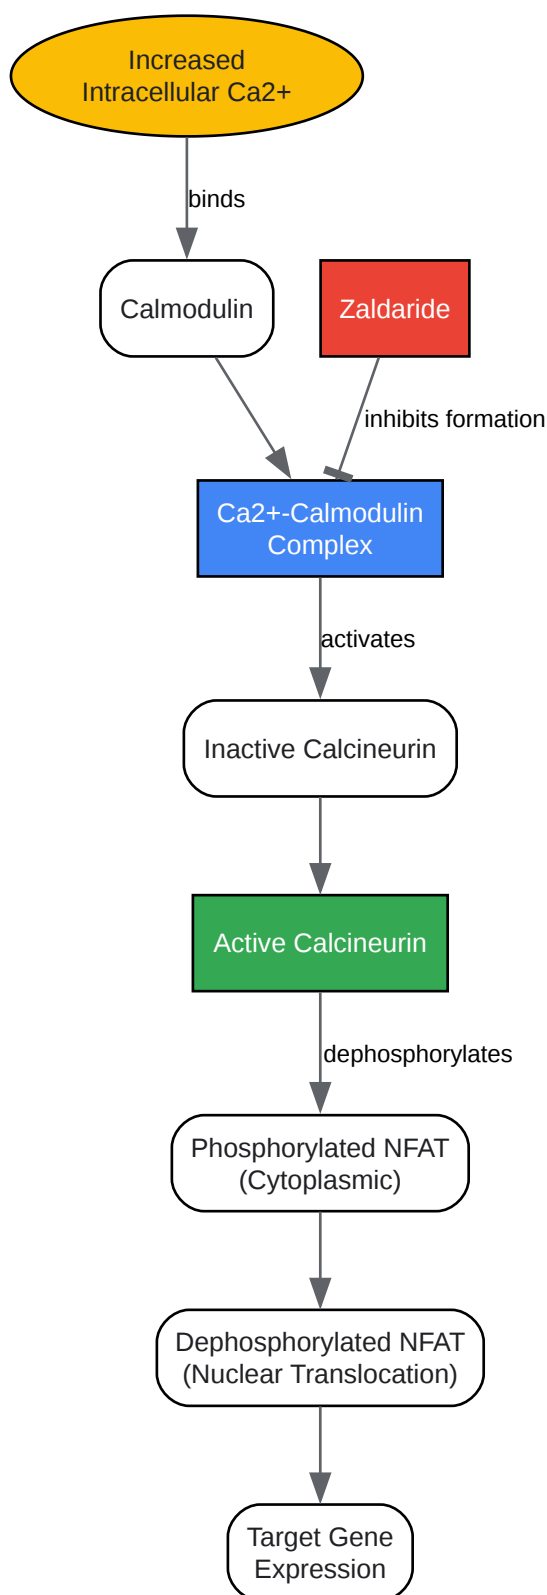 Increased
Intracellular Ca2+
binds
Calmodulin
Zaldaride
inhibits formation
Ca2+-Calmodulin
Complex
activates
Inactive Calcineurin
Active Calcineurin
dephosphorylates
Phosphorylated NFAT
(Cytoplasmic)
Dephosphorylated NFAT
(Nuclear Translocation)
Target Gene
Expression